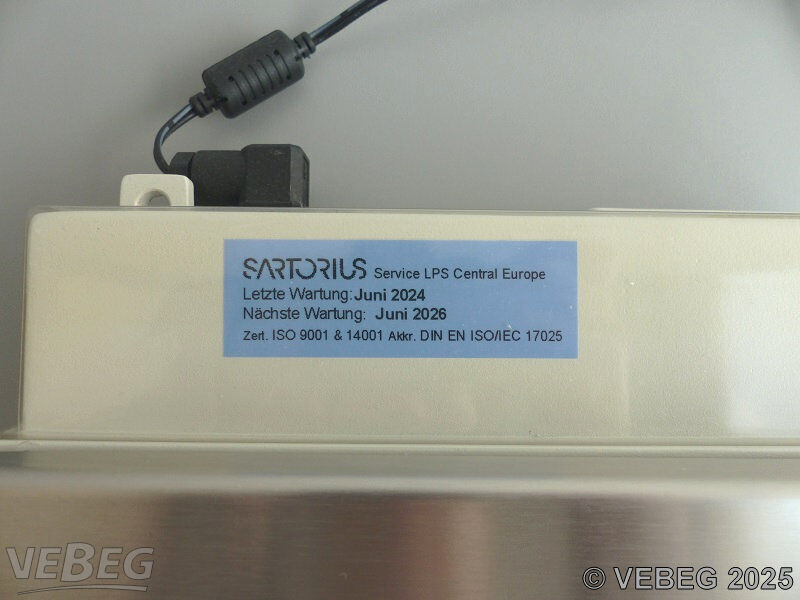 SARTORIUS Service LPS Central Europe
Letzte Wartung: Juni 2024
Nächste Wartung: Juni 2026
Zert. ISO 9001 & 14001 Akkr. DIN EN ISO/IEC 17025
VEBEG
© VEBEG 2025